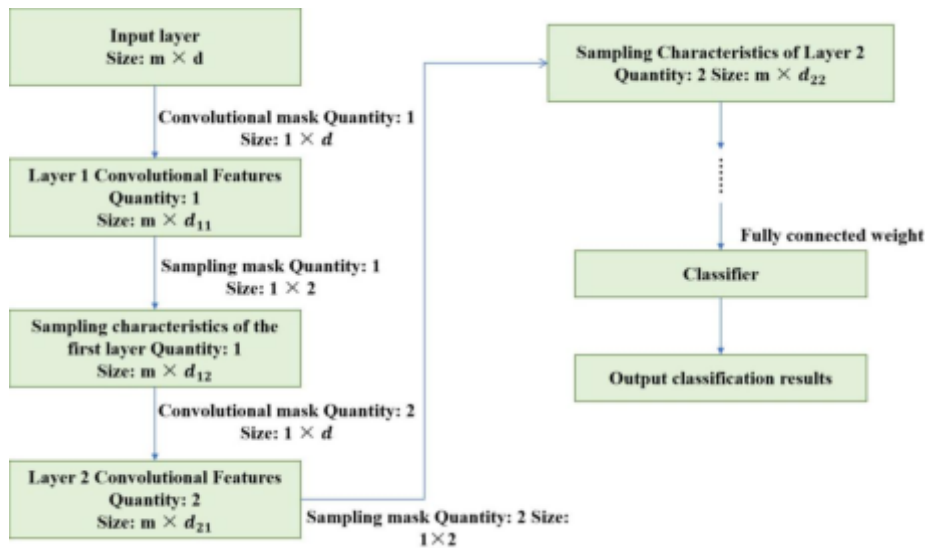 Input layer
Size: m × d
Convolutional mask Quantity: 1
Size: 1 × d
Layer 1 Convolutional Features
Quantity: 1
Size: m × d₁₁
Sampling mask Quantity: 1
Size: 1 × 2
Sampling characteristics of the
first layer Quantity: 1
Size: m × d₁₂
Convolutional mask Quantity: 2
Size: 1 × d
Layer 2 Convolutional Features
Quantity: 2
Size: m × d₂₁
Sampling mask Quantity: 2 Size:
1×2
Sampling Characteristics of Layer 2
Quantity: 2 Size: m × d₂₂
Fully connected weight
Classifier
Output classification results